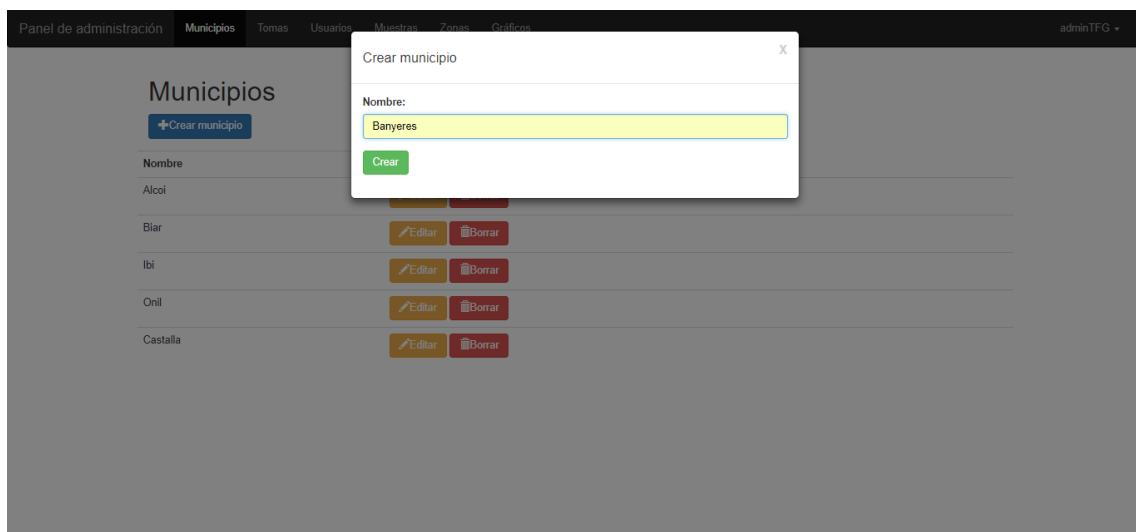 Panel de administración Municipios Tomas Usuarios Muestras Zonas Gráficos adminTFG
Crear municipio x
Municipios
Nombre:
Banyeres
Crear municipio
Crear
Nombre
Alcoi
Biar Editar Borrar
Ibi Editar Borrar
Onil Editar Borrar
Castalla Editar Borrar